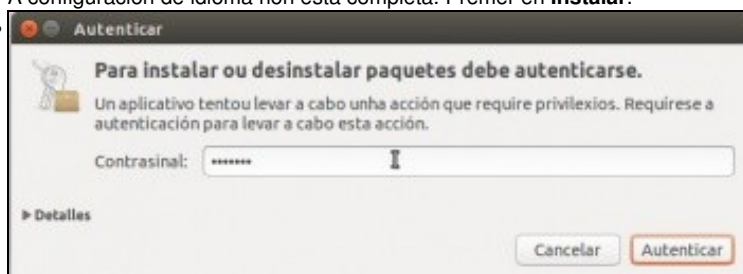 A configuración de idioma non está completa. Premer en Instalar.
Autenticar
Para instalar ou desinstalar paquetes debe autenticarse.
Un aplicativo tentou levar a cabo unha acción que require privilexios. Requírese a
autenticación para levar a cabo esta acción.
Contrasinal: •••••••
Detalles
Cancelar Autenticar